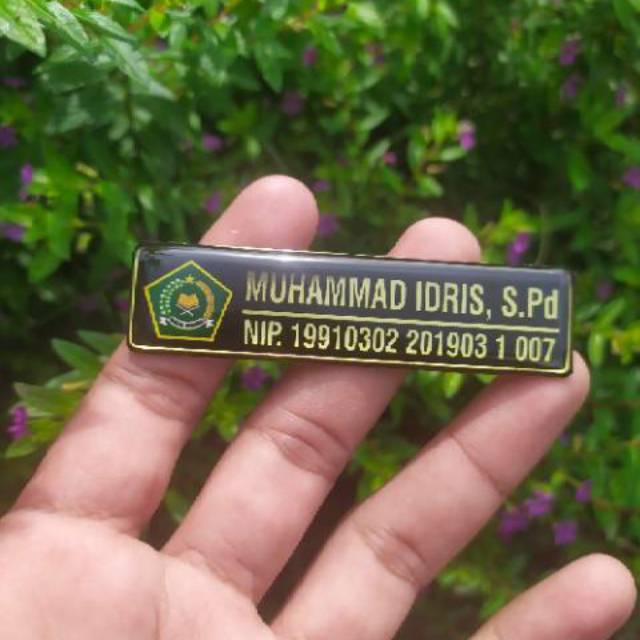 MUHAMMAD IDRIS, S.Pd
NIP. 19910302 201903 1 007